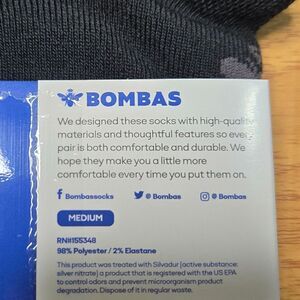 BOMBAS
We designed these socks with high-quality
materials and thoughtful features so every
pair is both comfortable and durable. We
hope they make you a little more
comfortable every time you put them on.
f Bombassocks @ Bombas @ Bombas
MEDIUM
RN#155348
98% Polyester / 2% Elastane
This product was treated with Silvadur [active substance:
silver nitrate] a product that is registered with the US EPA
to control odors and prevent microorganism product
degradation. Dispose of it in regular waste.